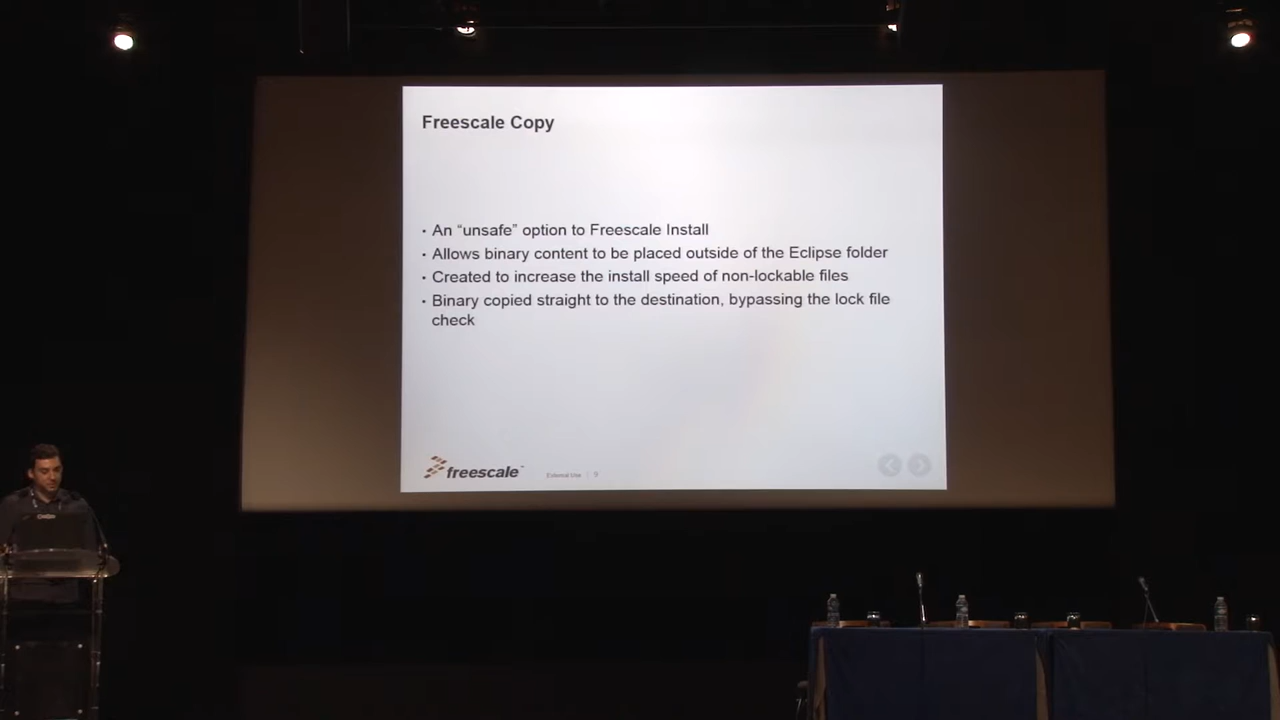 Freescale Copy
· An “unsafe” option to Freescale Install
· Allows binary content to be placed outside of the Eclipse folder
· Created to increase the install speed of non-lockable files
· Binary copied straight to the destination, bypassing the lock file
check
freescale™
External Use | 9